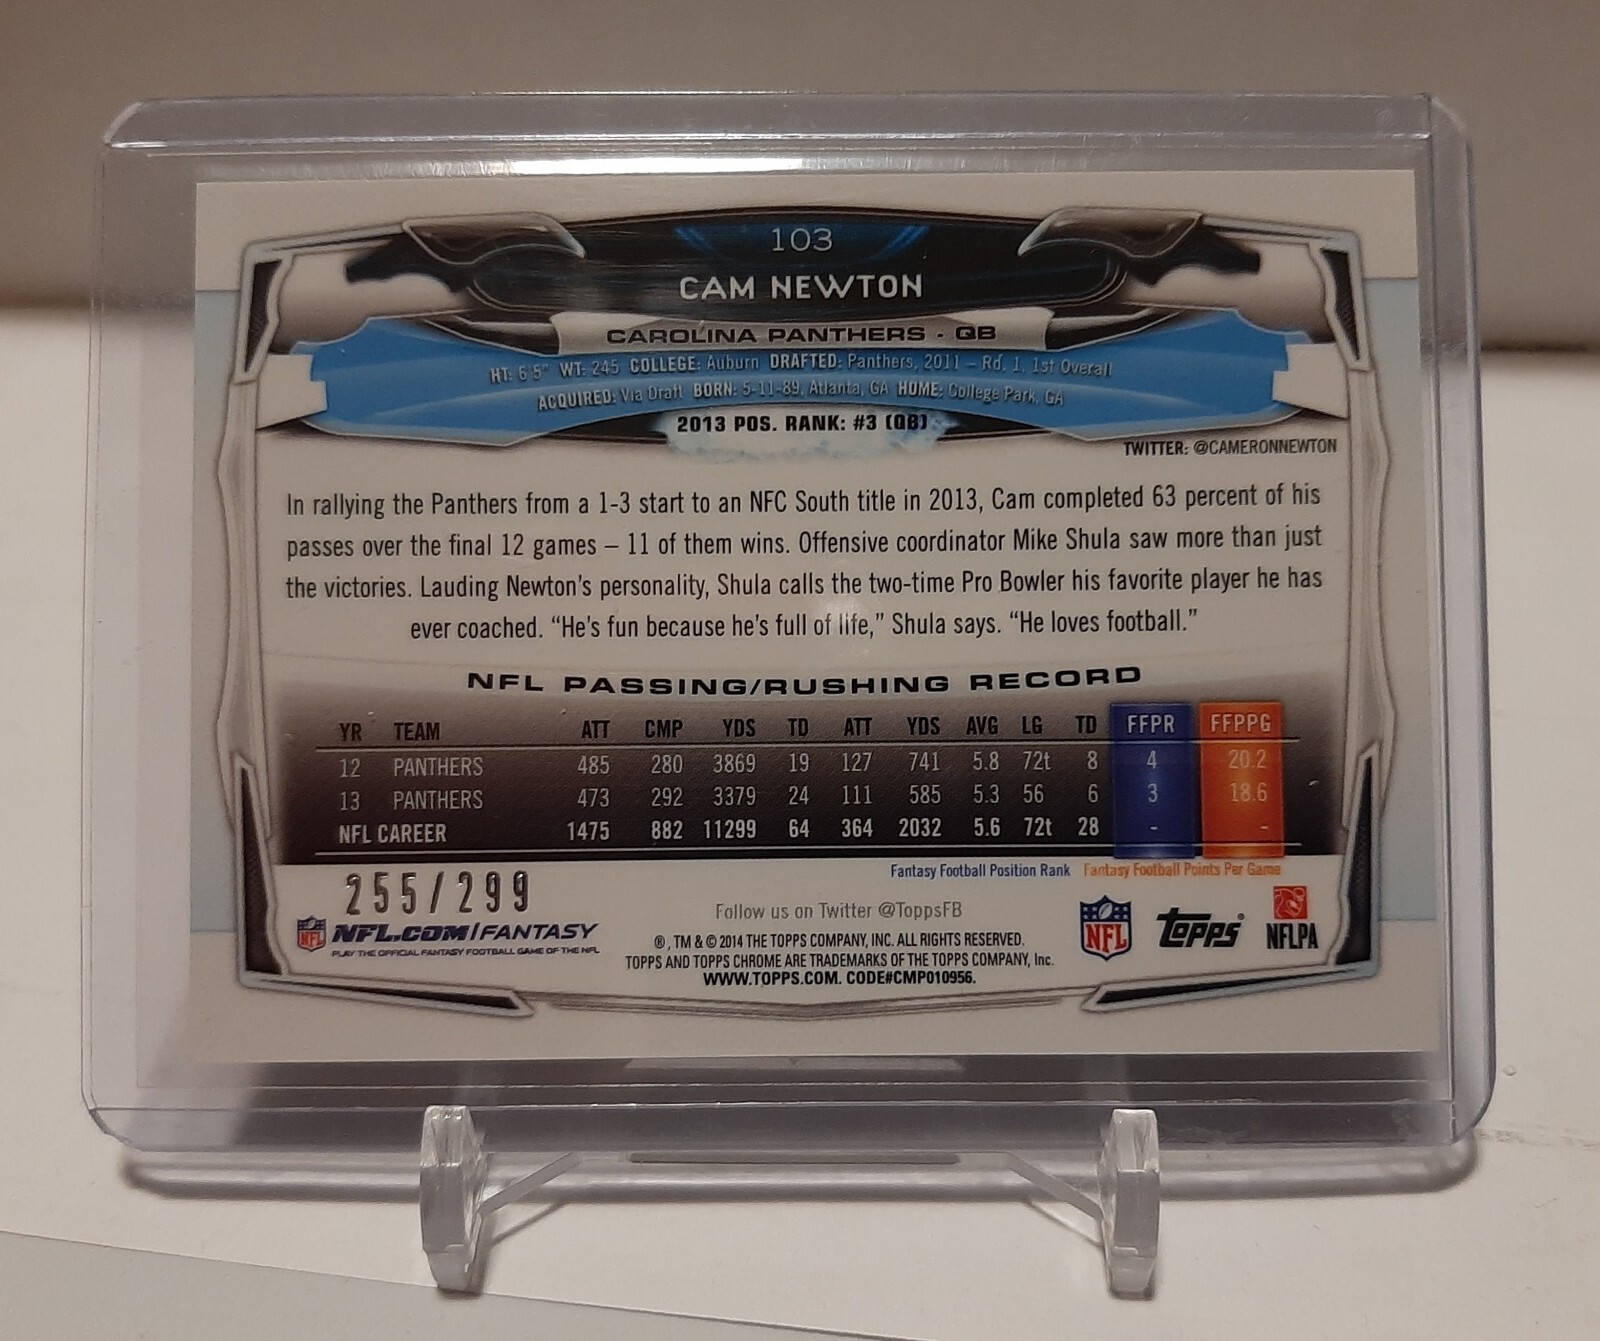 103
CAM NEWTON
CAROLINA PANTHERS - QB
HT: 6'5" WT: 245 COLLEGE: Auburn DRAFTED: Panthers, 2011 – Rd. 1, 1st Overall
ACQUIRED: Via Draft BORN: 5-11-89, Atlanta, GA HOME: College Park, GA
2013 POS. RANK: #3 (QB)
TWITTER: @CAMERONNEWTON
In rallying the Panthers from a 1-3 start to an NFC South title in 2013, Cam completed 63 percent of his
passes over the final 12 games – 11 of them wins. Offensive coordinator Mike Shula saw more than just
the victories. Lauding Newton's personality, Shula calls the two-time Pro Bowler his favorite player he has
ever coached. "He's fun because he's full of life," Shula says. "He loves football."
NFL PASSING/RUSHING RECORD
YR TEAM ATT CMP YDS TD ATT YDS AVG LG TD FFPR FFPPG
12 PANTHERS 485 280 3869 19 127 741 5.8 72t 8 4 20.2
13 PANTHERS 473 292 3379 24 111 585 5.3 56 6 3 18.6
NFL CAREER 1475 882 11299 64 364 2032 5.6 72t 28 - -
Fantasy Football Position Rank Fantasy Football Points Per Game
255/299
NFL NFL.COM/FANTASY
PLAY THE OFFICIAL FANTASY FOOTBALL GAME OF THE NFL
Follow us on Twitter @ToppsFB
®, TM & © 2014 THE TOPPS COMPANY, INC. ALL RIGHTS RESERVED.
TOPPS AND TOPPS CHROME ARE TRADEMARKS OF THE TOPPS COMPANY, Inc.
WWW.TOPPS.COM. CODE#CMP010956.
NFL Topps® NFLPA